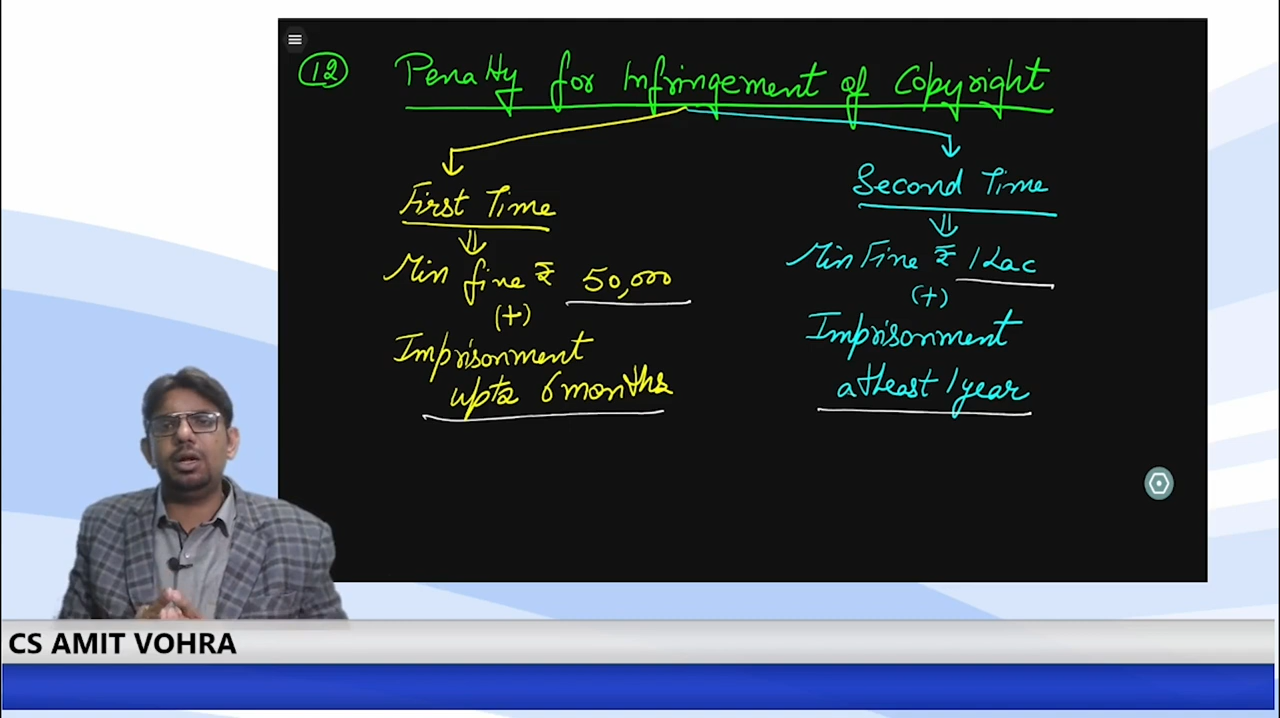 12 Penalty for Infringement of Copyright
First Time
Min fine ₹ 50,000
(+)
Imprisonment
upto 6 months
Second Time
Min Fine ₹ 1 Lac
(+)
Imprisonment
atleast 1 year
CS AMIT VOHRA